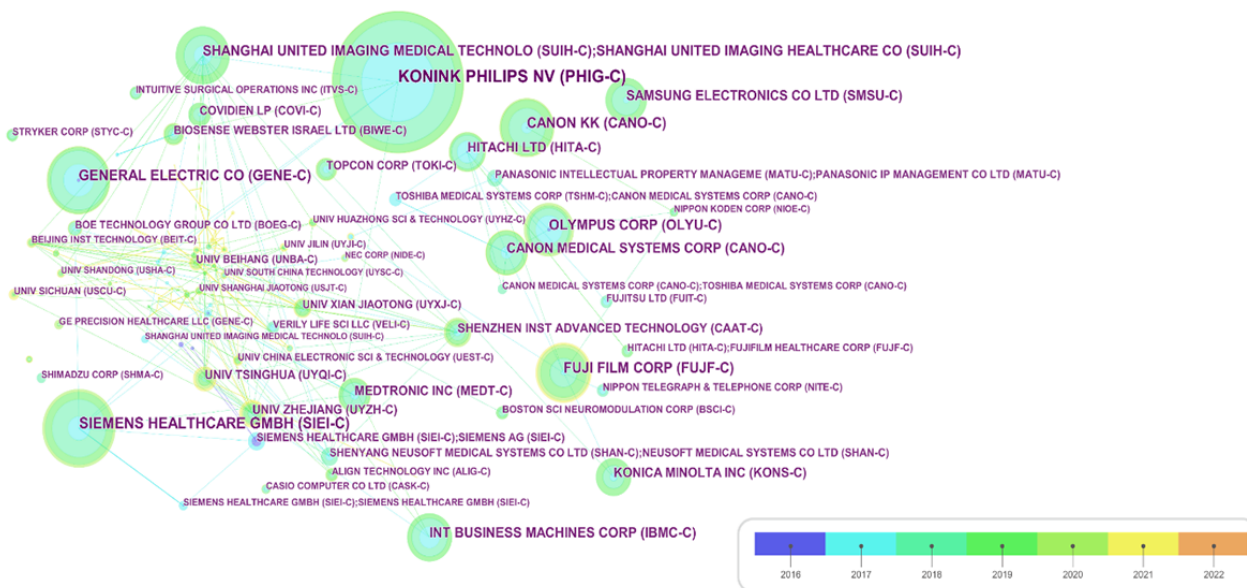 SHANGHAI UNITED IMAGING MEDICAL TECHNOLO (SUIH-C);SHANGHAI UNITED IMAGING HEALTHCARE CO (SUIH-C)
KONINK PHILIPS NV (PHIG-C)
INTUITIVE SURGICAL OPERATIONS INC (ITVS-C)
SAMSUNG ELECTRONICS CO LTD (SMSU-C)
COVIDIEN LP (COVI-C)
CANON KK (CANO-C)
STRYKER CORP (STYC-C)
BIOSENSE WEBSTER ISRAEL LTD (BIWE-C)
HITACHI LTD (HITA-C)
TOPCON CORP (TOKI-C)
GENERAL ELECTRIC CO (GENE-C)
PANASONIC INTELLECTUAL PROPERTY MANAGEME (MATU-C);PANASONIC IP MANAGEMENT CO LTD (MATU-C)
TOSHIBA MEDICAL SYSTEMS CORP (TSHM-C);CANON MEDICAL SYSTEMS CORP (CANO-C)
NIPPON KODEN CORP (NIOE-C)
UNIV HUAZHONG SCI & TECHNOLOGY (UYHZ-C)
BOE TECHNOLOGY GROUP CO LTD (BOEG-C)
OLYMPUS CORP (OLYU-C)
BEIJING INST TECHNOLOGY (BEIT-C)
UNIV JILIN (UYJI-C)
CANON MEDICAL SYSTEMS CORP (CANO-C)
NEC CORP (NIDE-C)
UNIV BEIHANG (UNBA-C)
UNIV SHANDONG (USHA-C)
UNIV SOUTH CHINA TECHNOLOGY (UYSC-C)
UNIV SHANGHAI JIAOTONG (USJT-C)
CANON MEDICAL SYSTEMS CORP (CANO-C);TOSHIBA MEDICAL SYSTEMS CORP (CANO-C)
UNIV SICHUAN (USCU-C)
UNIV XIAN JIAOTONG (UYXJ-C)
FUJITSU LTD (FUIT-C)
GE PRECISION HEALTHCARE LLC (GENE-C)
VERILY LIFE SCI LLC (VELI-C)
SHENZHEN INST ADVANCED TECHNOLOGY (CAAT-C)
SHANGHAI UNITED IMAGING MEDICAL TECHNOLO (SUIH-C)
HITACHI LTD (HITA-C);FUJIFILM HEALTHCARE CORP (FUJF-C)
UNIV CHINA ELECTRONIC SCI & TECHNOLOGY (UEST-C)
FUJI FILM CORP (FUJF-C)
SHIMADZU CORP (SHMA-C)
UNIV TSINGHUA (UYQI-C)
NIPPON TELEGRAPH & TELEPHONE CORP (NITE-C)
MEDTRONIC INC (MEDT-C)
UNIV ZHEJIANG (UYZH-C)
BOSTON SCI NEUROMODULATION CORP (BSCI-C)
SIEMENS HEALTHCARE GMBH (SIEI-C)
SIEMENS HEALTHCARE GMBH (SIEI-C);SIEMENS AG (SIEI-C)
SHENYANG NEUSOFT MEDICAL SYSTEMS CO LTD (SHAN-C);NEUSOFT MEDICAL SYSTEMS CO LTD (SHAN-C)
KONICA MINOLTA INC (KONS-C)
ALIGN TECHNOLOGY INC (ALIG-C)
CASIO COMPUTER CO LTD (CASK-C)
SIEMENS HEALTHCARE GMBH (SIEI-C);SIEMENS HEALTHCARE GMBH (SIEI-C)
INT BUSINESS MACHINES CORP (IBMC-C)
2016 2017 2018 2019 2020 2021 2022